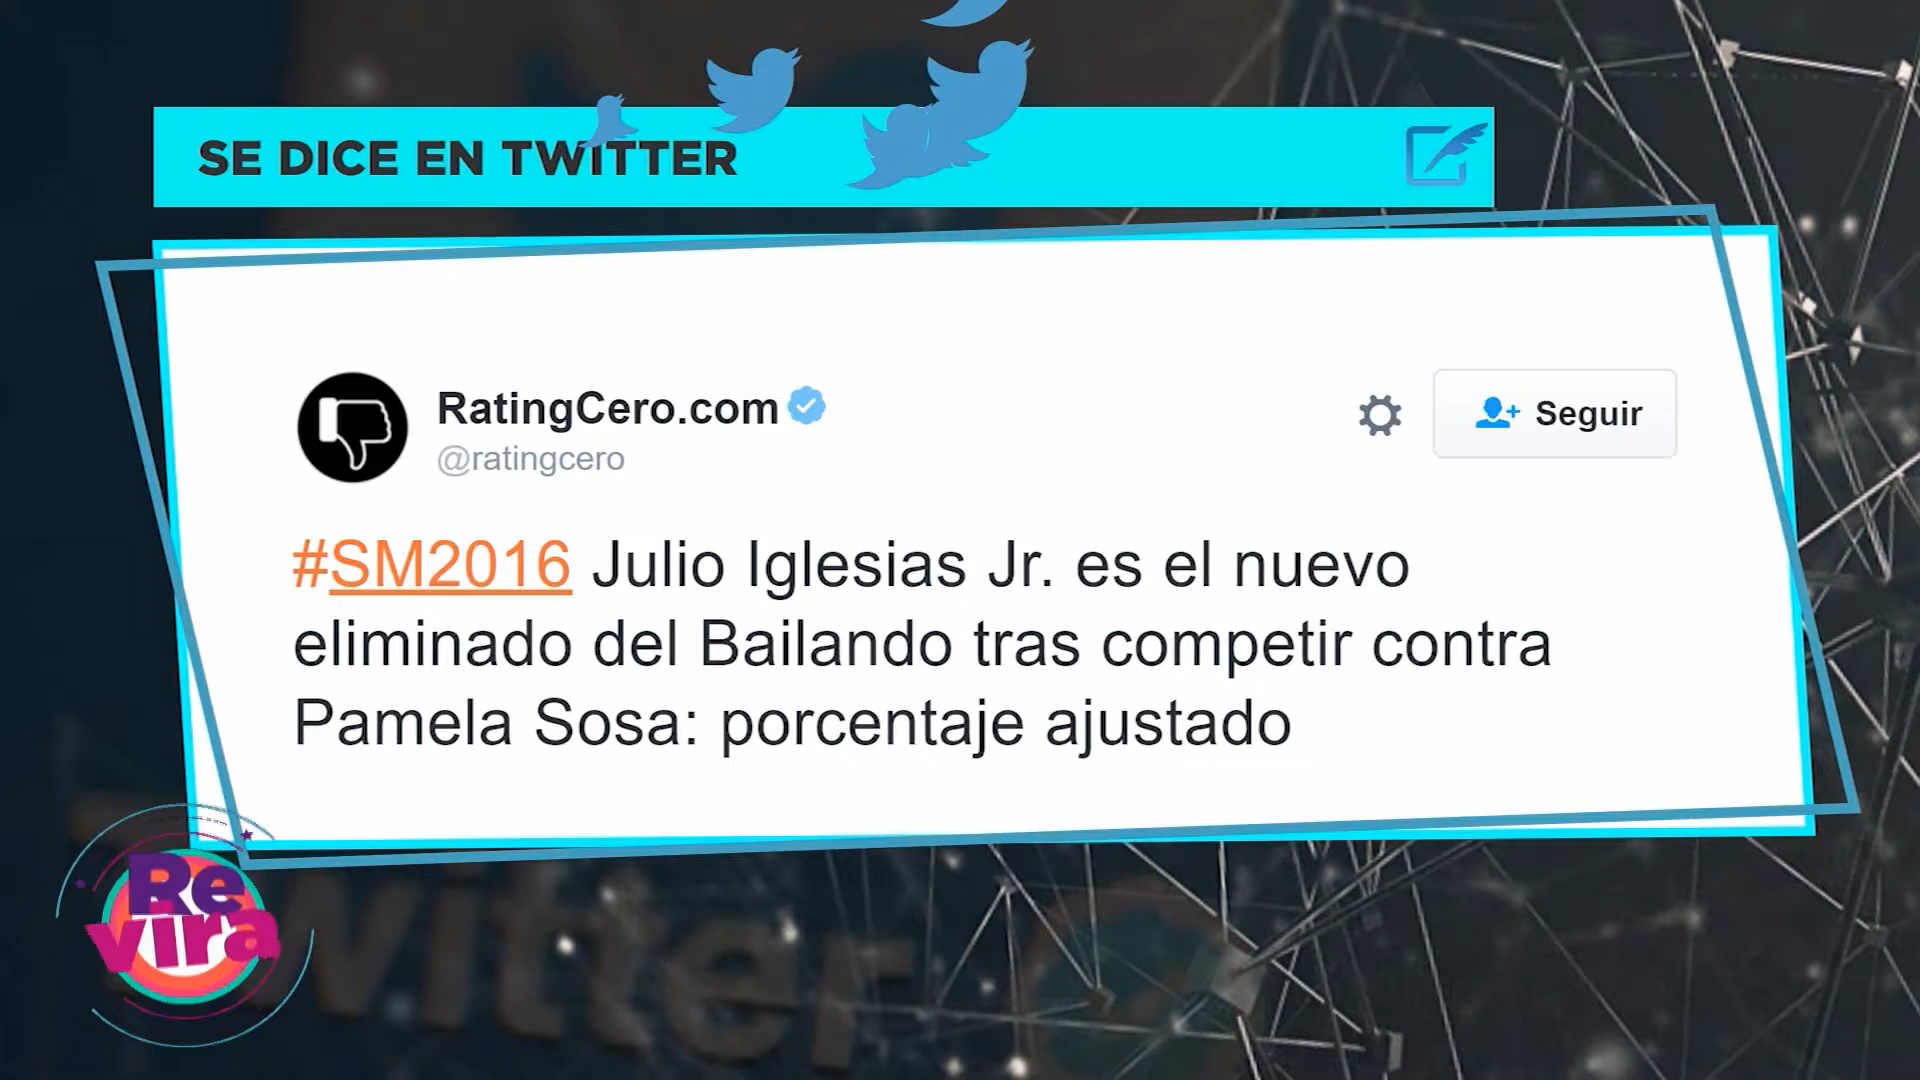 SE DICE EN TWITTER
RatingCero.com
@ratingcero
Seguir
#SM2016 Julio Iglesias Jr. es el nuevo
eliminado del Bailando tras competir contra
Pamela Sosa: porcentaje ajustado
Re
vira
Twitter